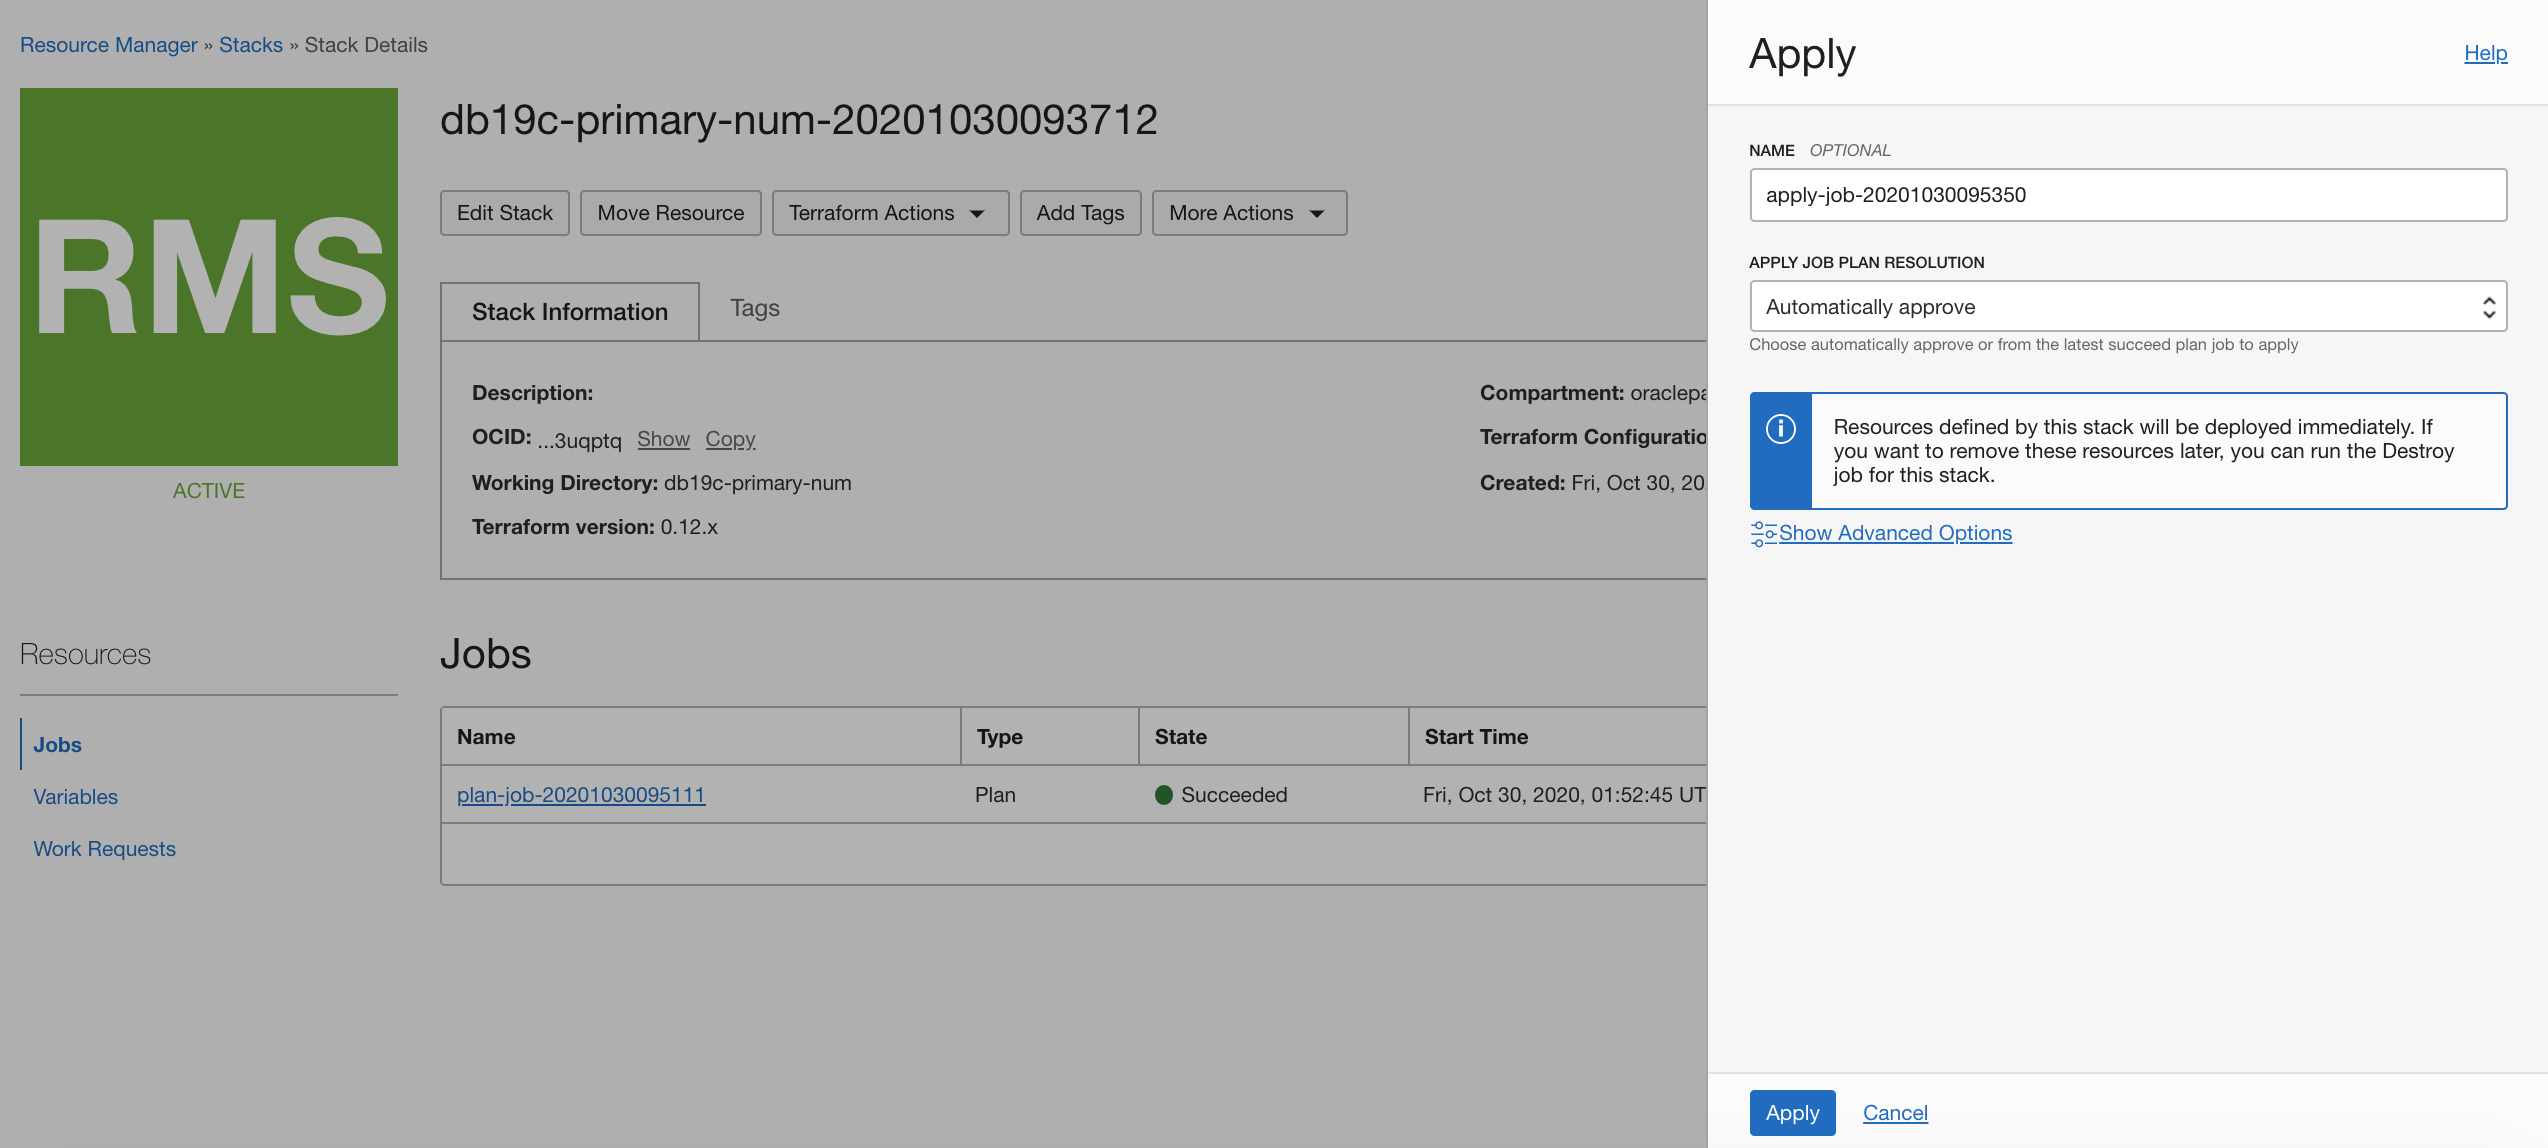 Resource Manager » Stacks » Stack Details
RMS
ACTIVE
db19c-primary-num-20201030093712
Edit Stack
Move Resource
Terraform Actions
Add Tags
More Actions
Stack Information
Tags
Description:
OCID: ...3uqptq Show Copy
Working Directory: db19c-primary-num
Terraform version: 0.12.x
Compartment: oraclepa
Terraform Configuratio
Created: Fri, Oct 30, 20
Resources
Jobs
Variables
Work Requests
Jobs
Name Type State Start Time
plan-job-20201030095111 Plan Succeeded Fri, Oct 30, 2020, 01:52:45 UT
Apply
Help
NAME OPTIONAL
apply-job-20201030095350
APPLY JOB PLAN RESOLUTION
Automatically approve
Choose automatically approve or from the latest succeed plan job to apply
Resources defined by this stack will be deployed immediately. If
you want to remove these resources later, you can run the Destroy
job for this stack.
Show Advanced Options
Apply
Cancel